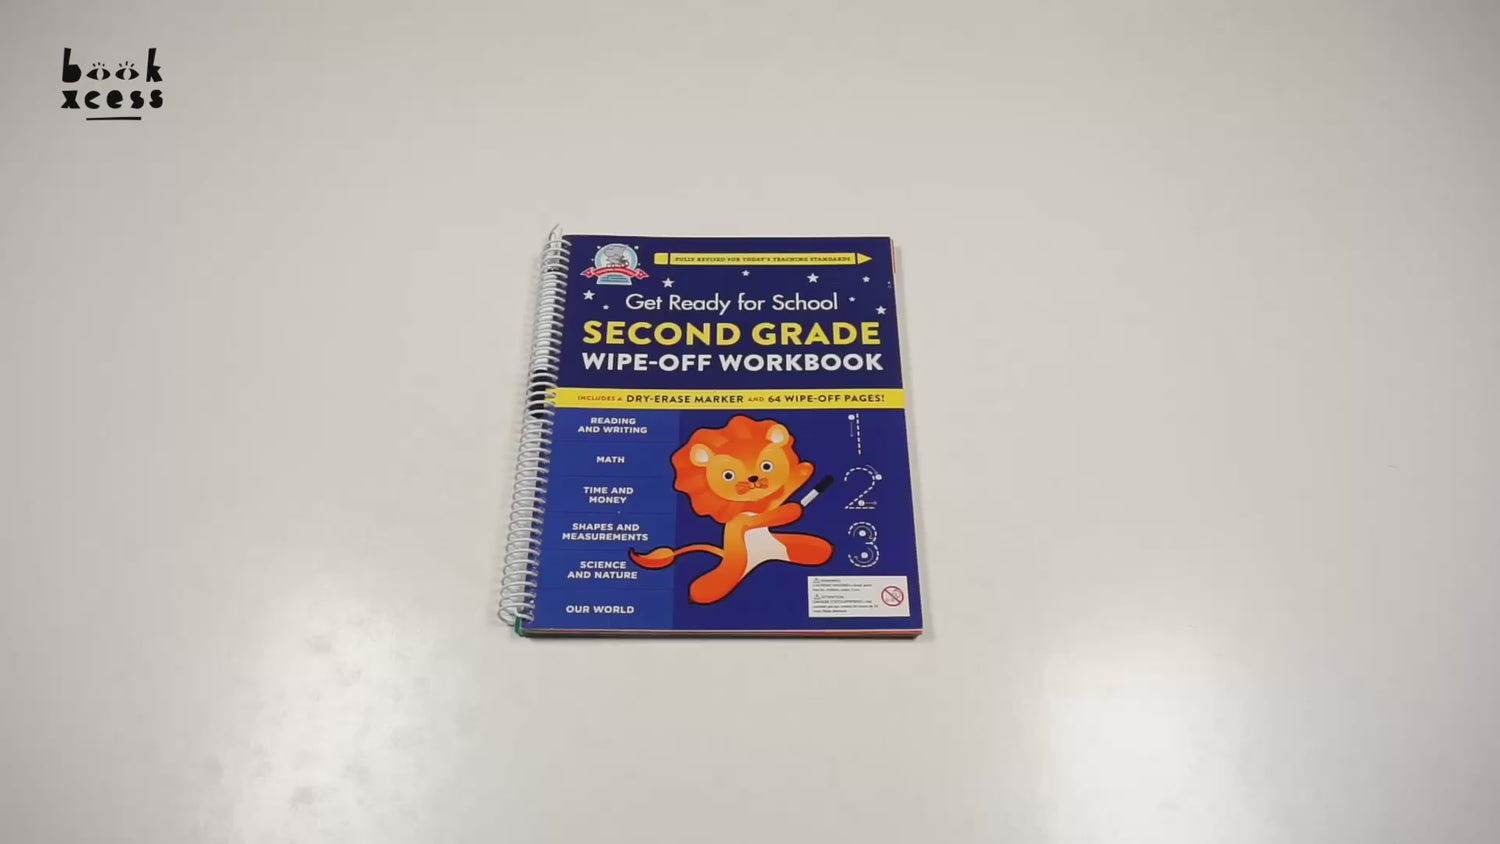 book
xcess
FULLY REVISED FOR TODAY'S TEACHING STANDARDS
Get Ready for School
SECOND GRADE
WIPE-OFF WORKBOOK
INCLUDES A DRY-ERASE MARKER AND 64 WIPE-OFF PAGES!
READING
AND WRITING
MATH
TIME AND
MONEY
SHAPES AND
MEASUREMENTS
SCIENCE
AND NATURE
OUR WORLD
1
2
3
WARNING:
ATTENTION: